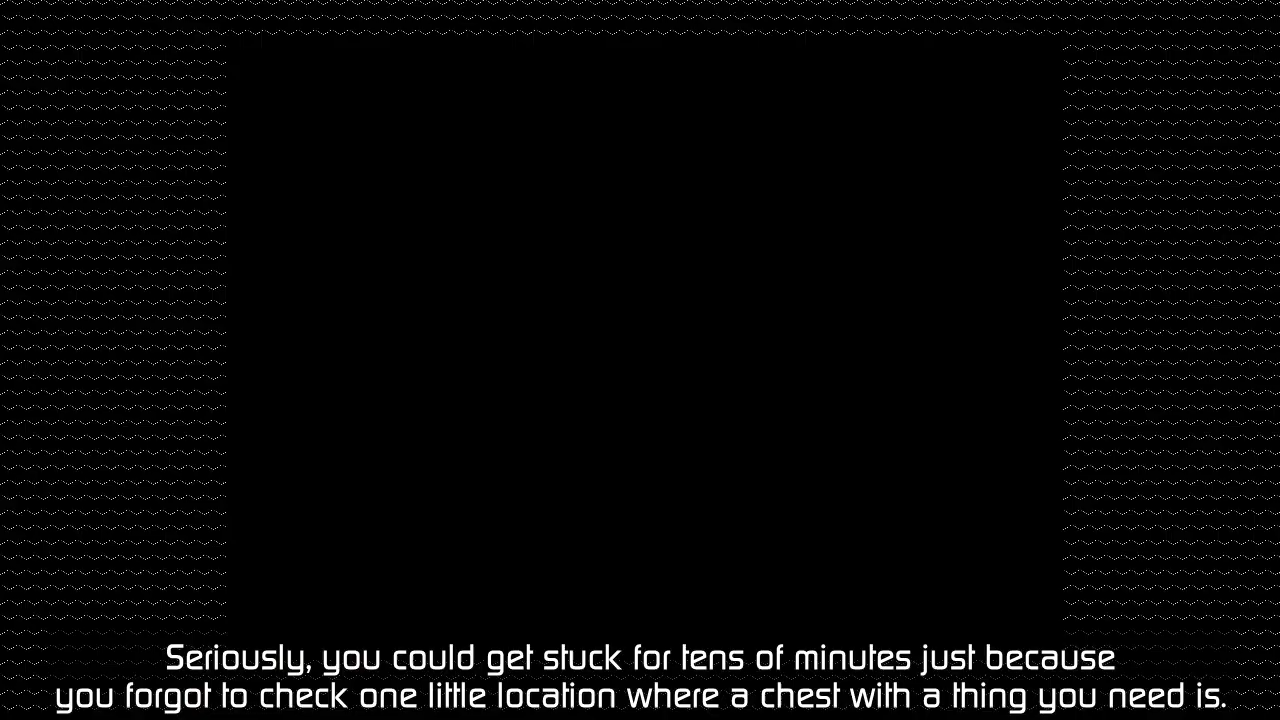 Seriously, you could get stuck for tens of minutes just because
you forgot to check one little location where a chest with a thing you need is.